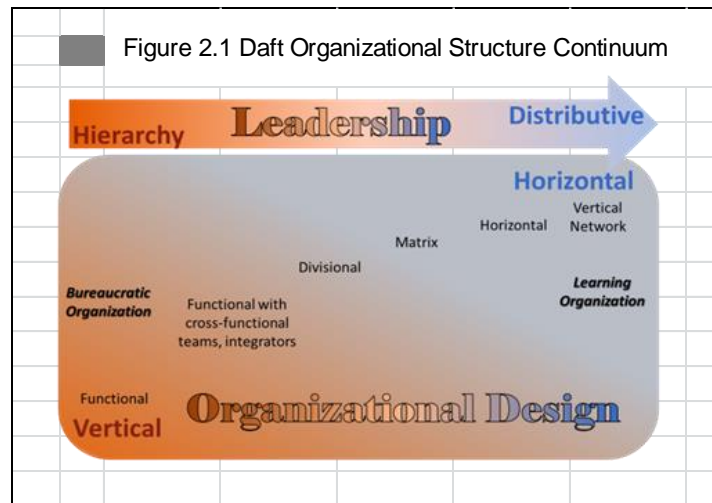 Figure 2.1 Daft Organizational Structure Continuum
Hierarchy
Leadership
Distributive
Horizontal
Vertical
Network
Horizontal
Matrix
Divisional
Bureaucratic
Organization
Functional with
cross-functional
teams, integrators
Learning
Organization
Functional
Vertical
Organizational Design